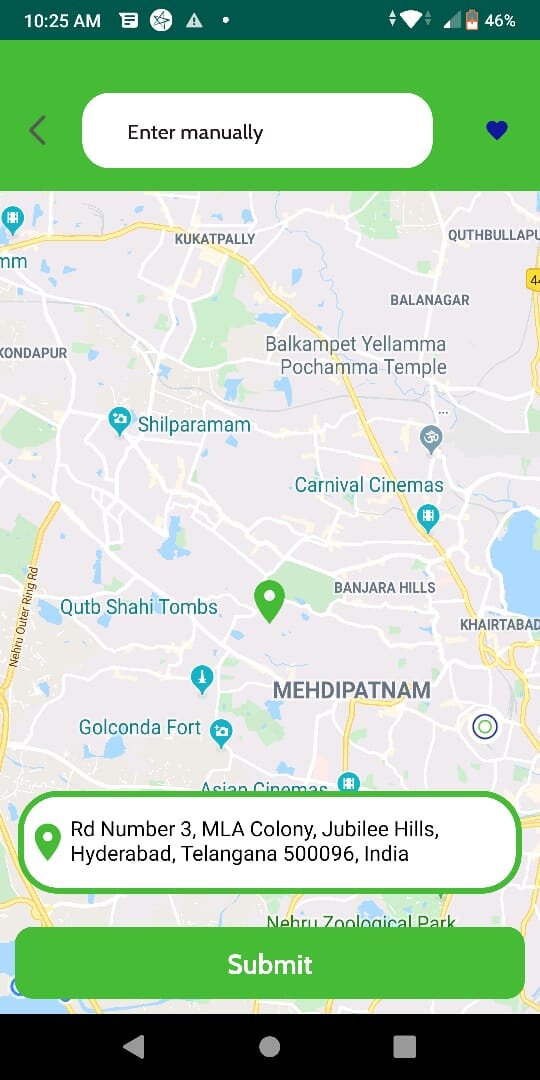 10:25 AM
46%
Enter manually
KUKATPALLY
QUTHBULLAPU
mm
44
BALANAGAR
Balkampet Yellamma
Pochamma Temple
KONDAPUR
Shilparamam
Carnival Cinemas
Nehru Outer Ring Rd
BANJARA HILLS
Qutb Shahi Tombs
KHAIRTABAD
MEHDIPATNAM
Golconda Fort
Asian Cinemas
Rd Number 3, MLA Colony, Jubilee Hills,
Hyderabad, Telangana 500096, India
Nehru Zoological Park
Submit